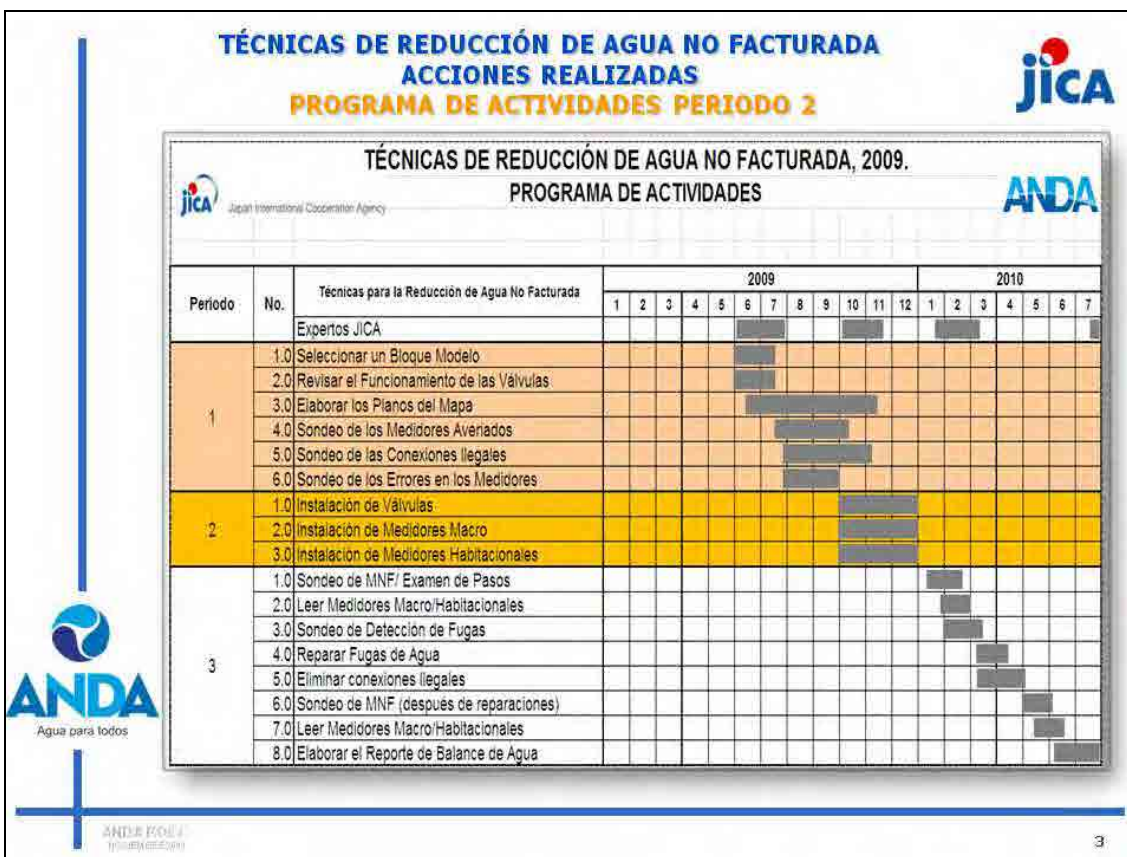 TÉCNICAS DE REDUCCIÓN DE AGUA NO FACTURADA
ACCIONES REALIZADAS
PROGRAMA DE ACTIVIDADES PERIODO 2
jICA
TÉCNICAS DE REDUCCIÓN DE AGUA NO FACTURADA, 2009.
PROGRAMA DE ACTIVIDADES
jICA Japan International Cooperation Agency
ANDA
Periodo No. Técnicas para la Reducción de Agua No Facturada 2009 2010
1 2 3 4 5 6 7 8 9 10 11 12 1 2 3 4 5 6 7
Expertos JICA
1
1.0 Seleccionar un Bloque Modelo
2.0 Revisar el Funcionamiento de las Válvulas
3.0 Elaborar los Planos del Mapa
4.0 Sondeo de los Medidores Averiados
5.0 Sondeo de las Conexiones Ilegales
6.0 Sondeo de los Errores en los Medidores
2
1.0 Instalación de Válvulas
2.0 Instalación de Medidores Macro
3.0 Instalación de Medidores Habitacionales
3
1.0 Sondeo de MNF/ Examen de Pasos
2.0 Leer Medidores Macro/Habitacionales
3.0 Sondeo de Detección de Fugas
4.0 Reparar Fugas de Agua
5.0 Eliminar conexiones ilegales
6.0 Sondeo de MNF (después de reparaciones)
7.0 Leer Medidores Macro/Habitacionales
8.0 Elaborar el Reporte de Balance de Agua
ANDA
Agua para todos
ANDA
3